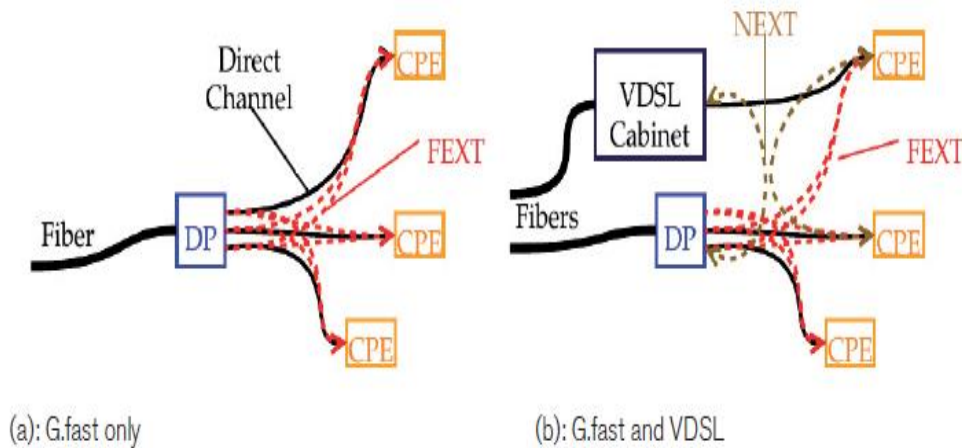 Direct
Channel
CPE
FEXT
Fiber
DP
CPE
CPE
(a): G.fast only
NEXT
CPE
VDSL
Cabinet
FEXT
Fibers
DP
CPE
CPE
(b): G.fast and VDSL